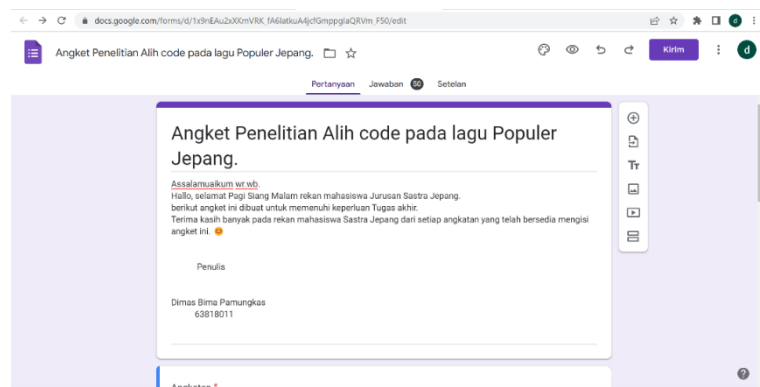 docs.google.com/forms/d/1x9nEAu2xXKmVRK_fA6latkuA4jcfGmppglaQRVm_F50/edit
Angket Penelitian Alih code pada lagu Populer Jepang.
Kirim
d
Pertanyaan Jawaban 50 Setelan
Angket Penelitian Alih code pada lagu Populer
Jepang.
Assalamualkum wr.wb.
Hallo, selamat Pagi Siang Malam rekan mahasiswa Jurusan Sastra Jepang.
berikut angket ini dibuat untuk memenuhi keperluan Tugas akhir.
Terima kasih banyak pada rekan mahasiswa Sastra Jepang dari setiap angkatan yang telah bersedia mengisi
angket ini. 😊
Penulis
Dimas Bima Pamungkas
63818011
Angkatan *